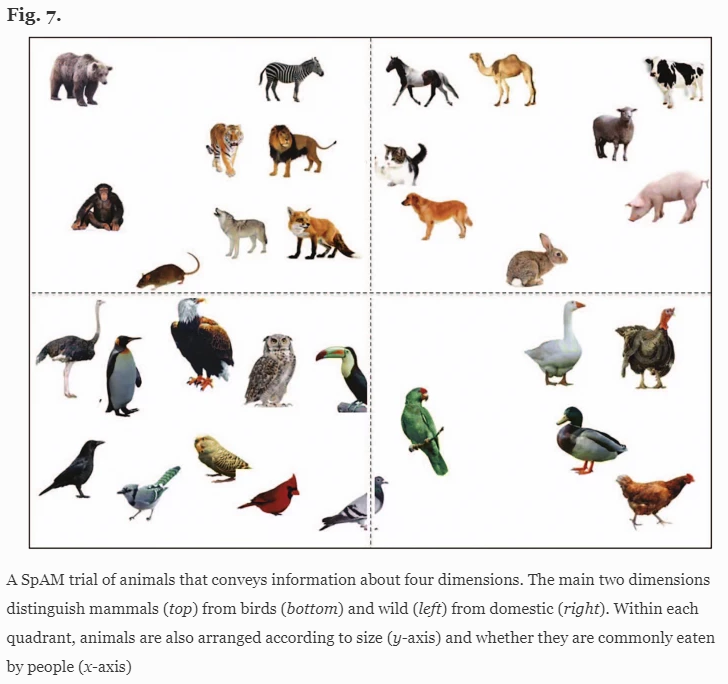 Fig. 7.
A SpAM trial of animals that conveys information about four dimensions. The main two dimensions
distinguish mammals (top) from birds (bottom) and wild (left) from domestic (right). Within each
quadrant, animals are also arranged according to size (y-axis) and whether they are commonly eaten
by people (x-axis)